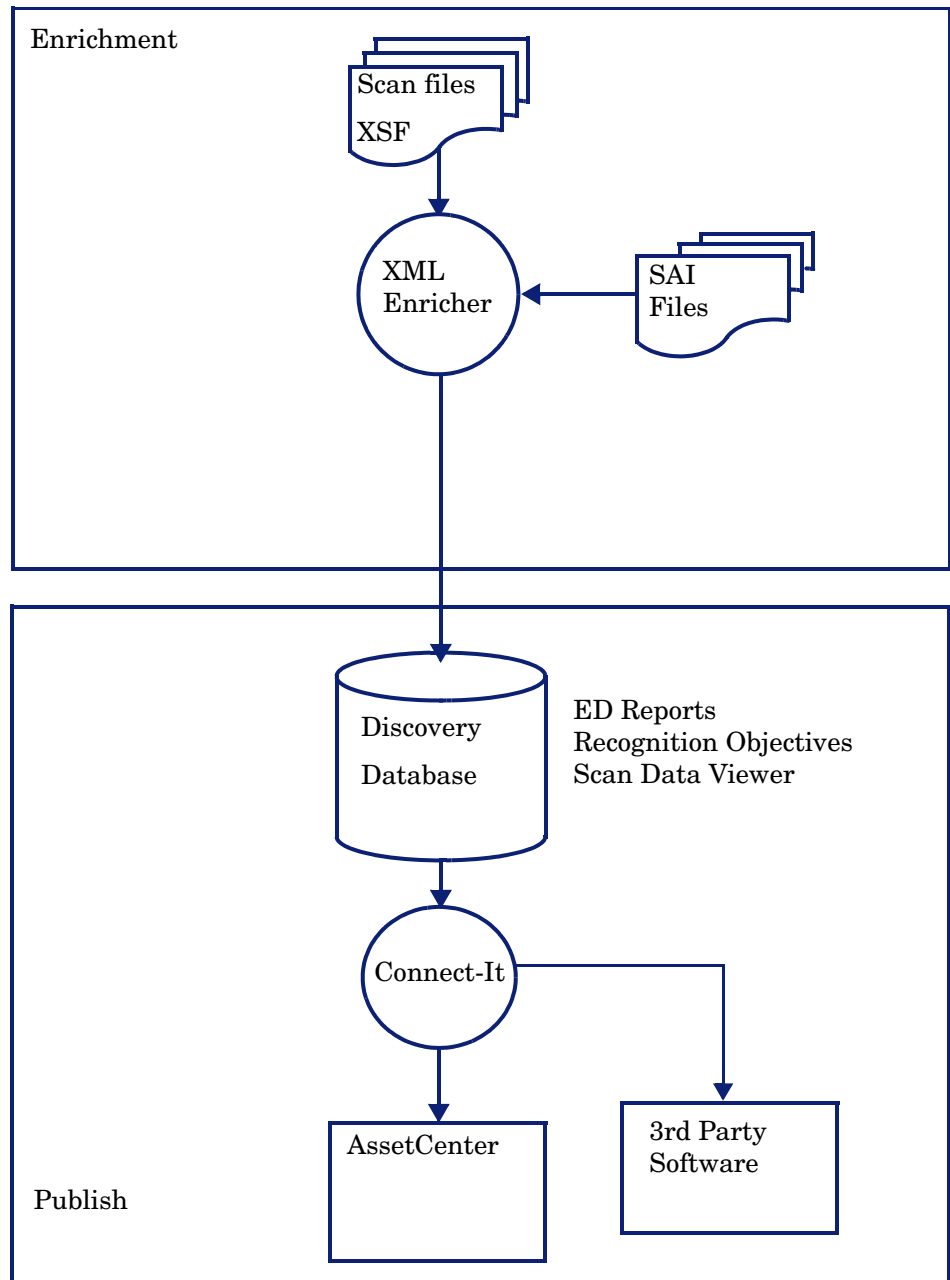 Enrichment
Scan files
XSF
XML
Enricher
SAI
Files
Discovery
Database
ED Reports
Recognition Objectives
Scan Data Viewer
Connect-It
AssetCenter
3rd Party
Software
Publish